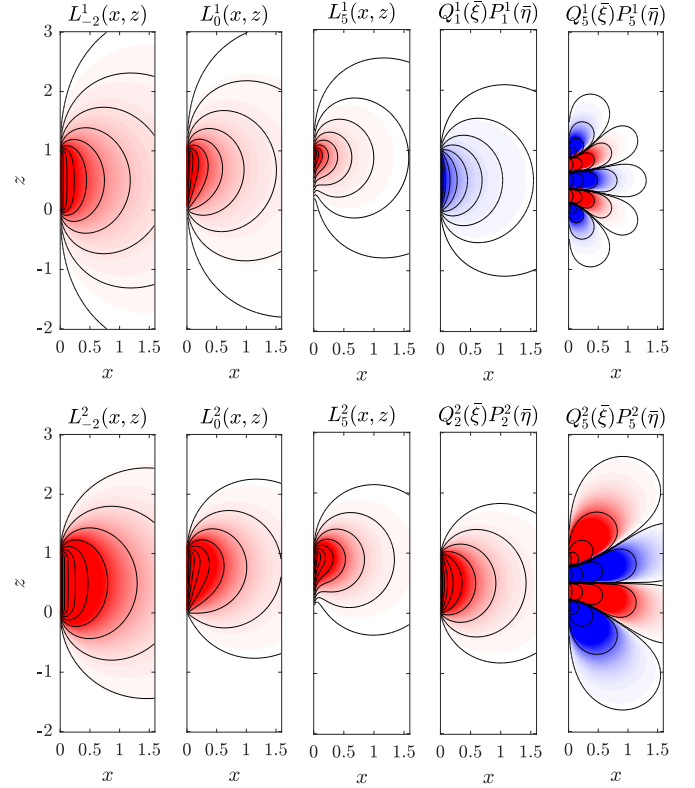 L^1_{-2}(x, z) L^1_0(x, z) L^1_5(x, z) Q^1_1(ξ̄)P^1_1(η̄) Q^1_5(ξ̄)P^1_5(η̄)
3
2
1
z
0
-1
-2
0 0.5 1 1.5 0 0.5 1 1.5 0 0.5 1 1.5 0 0.5 1 1.5 0 0.5 1 1.5
x x x x x
L^2_{-2}(x, z) L^2_0(x, z) L^2_5(x, z) Q^2_2(ξ̄)P^2_2(η̄) Q^2_5(ξ̄)P^2_5(η̄)
3
2
1
z
0
-1
-2
0 0.5 1 1.5 0 0.5 1 1.5 0 0.5 1 1.5 0 0.5 1 1.5 0 0.5 1 1.5
x x x x x